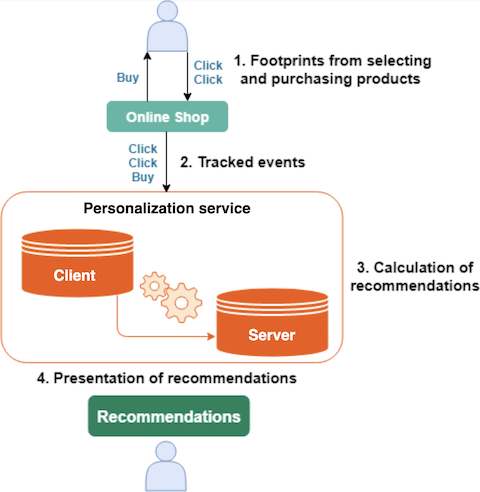 Buy
Click
Click
1. Footprints from selecting
and purchasing products
Online Shop
Click
Click
Buy
2. Tracked events
Personalization service
Client
Server
3. Calculation of
recommendations
4. Presentation of recommendations
Recommendations